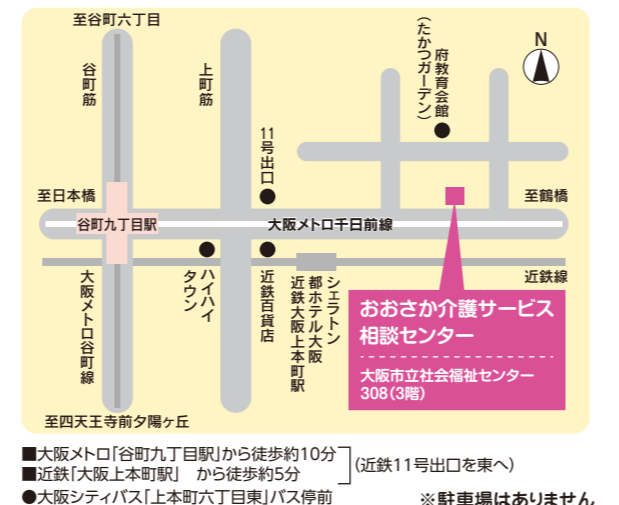 至谷町六丁目
谷町筋
上町筋
府教育会館
(たかつガーデン)
N
11号出口
至日本橋
至鶴橋
谷町九丁目駅
大阪メトロ千日前線
近鉄線
大阪メトロ谷町線
ハイハイ
タウン
近鉄百貨店
シェラトン
都ホテル大阪
近鉄大阪上本町駅
おおさか介護サービス
相談センター
大阪市立社会福祉センター
308(3階)
至四天王寺前夕陽ヶ丘
■大阪メトロ「谷町九丁目駅」から徒歩約10分
■近鉄「大阪上本町駅」 から徒歩約5分
(近鉄11号出口を東へ)
●大阪シティバス「上本町六丁目東」バス停前
※駐車場はありません